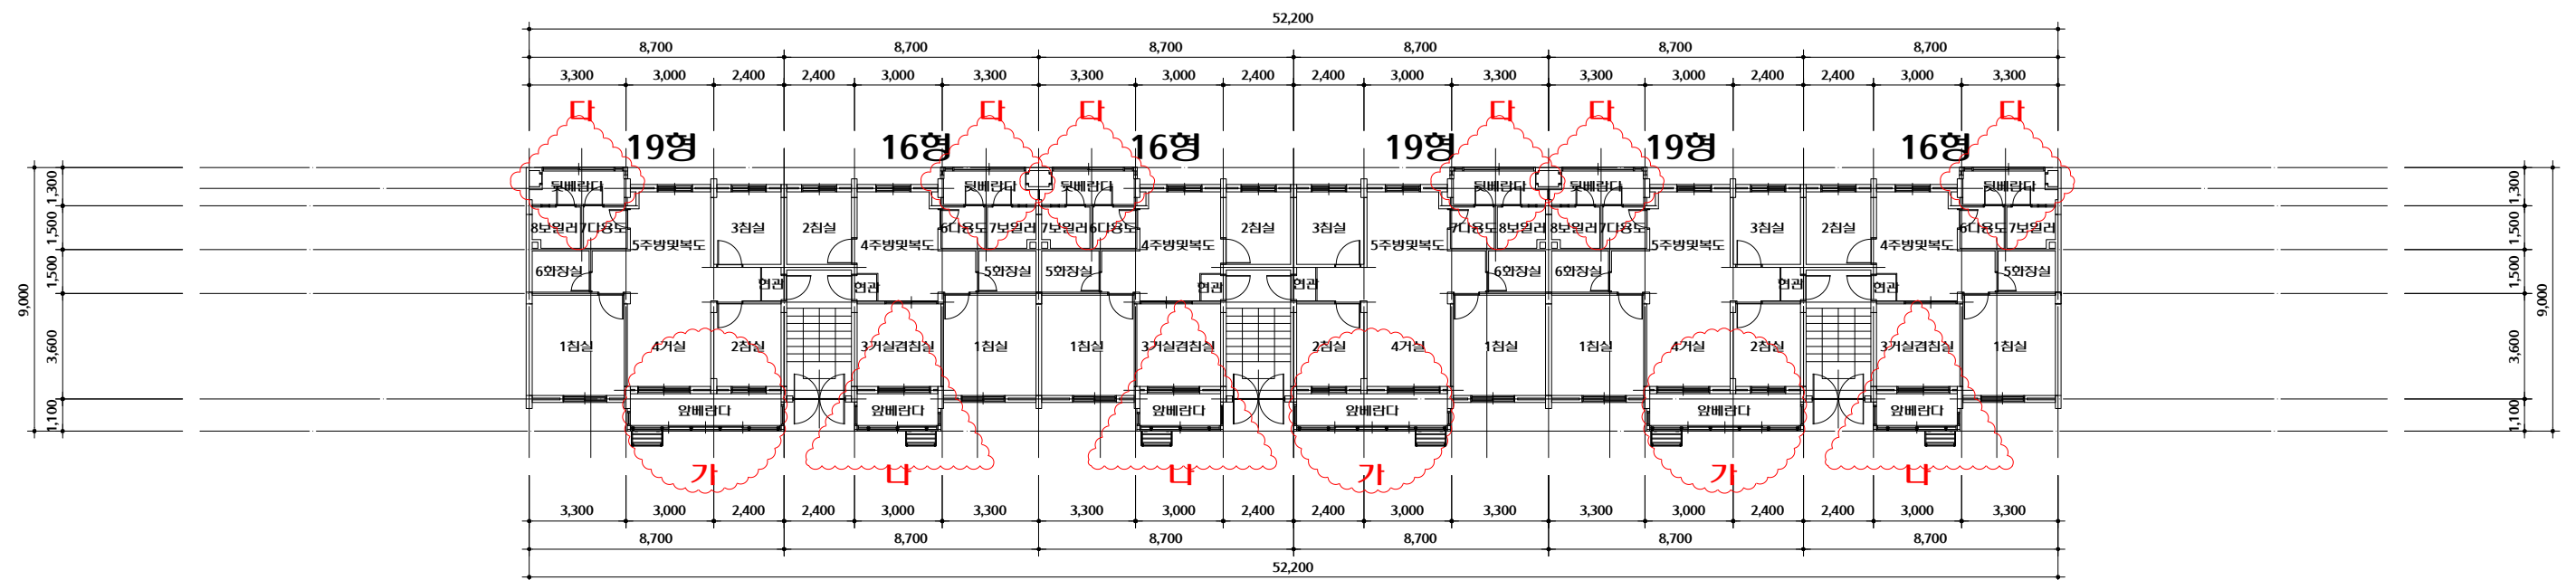 52,200
8,700 8,700 8,700 8,700 8,700 8,700
3,300 3,000 2,400 2,400 3,000 3,300 3,300 3,000 2,400 2,400 3,000 3,300 3,300 3,000 2,400 2,400 3,000 3,300
다 다 다 다 다 다
19형 16형 16형 19형 19형 16형
1,300 뒷베란다 뒷베란다 뒷베란다 뒷베란다 뒷베란다 뒷베란다 1,300
1,500 8보일러 7다용도 3침실 2침실 6다용도 7보일러 7보일러 6다용도 2침실 3침실 7다용도 8보일러 8보일러 7다용도 3침실 2침실 6다용도 7보일러 1,500
5주방및복도 4주방및복도 4주방및복도 5주방및복도 5주방및복도 4주방및복도
1,500 6화장실 5화장실 5화장실 6화장실 6화장실 5화장실 1,500
현관 현관 현관 현관 현관 현관
9,000 9,000
3,600 1침실 4거실 2침실 3거실겸침실 1침실 1침실 3거실겸침실 2침실 4거실 1침실 1침실 4거실 2침실 3거실겸침실 1침실 3,600
1,100 앞베란다 앞베란다 앞베란다 앞베란다 앞베란다 앞베란다 1,100
가 나 나 가 가 나
3,300 3,000 2,400 2,400 3,000 3,300 3,300 3,000 2,400 2,400 3,000 3,300 3,300 3,000 2,400 2,400 3,000 3,300
8,700 8,700 8,700 8,700 8,700 8,700
52,200